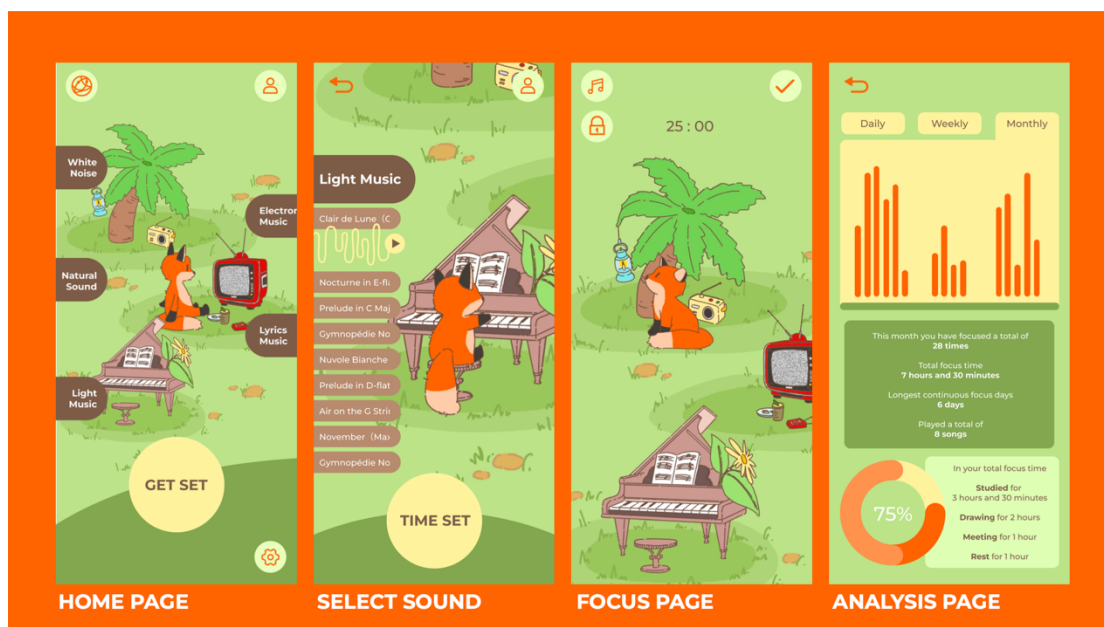 White
Noise
Electron
Music
Natural
Sound
Lyrics
Music
Light
Music
GET SET
HOME PAGE
Light Music
Clair de Lune (C
Nocturne in E-fl
Prelude in C Maj
Gymnopédie No
Nuvole Bianche
Prelude in D-flat
Air on the G Stri
November (Max
Gymnopédie No
TIME SET
SELECT SOUND
25 : 00
FOCUS PAGE
Daily
Weekly
Monthly
This month you have focused a total of
28 times
Total focus time
7 hours and 30 minutes
Longest continuous focus days
6 days
Played a total of
8 songs
75%
In your total focus time
Studied for
3 hours and 30 minutes
Drawing for 2 hours
Meeting for 1 hour
Rest for 1 hour
ANALYSIS PAGE